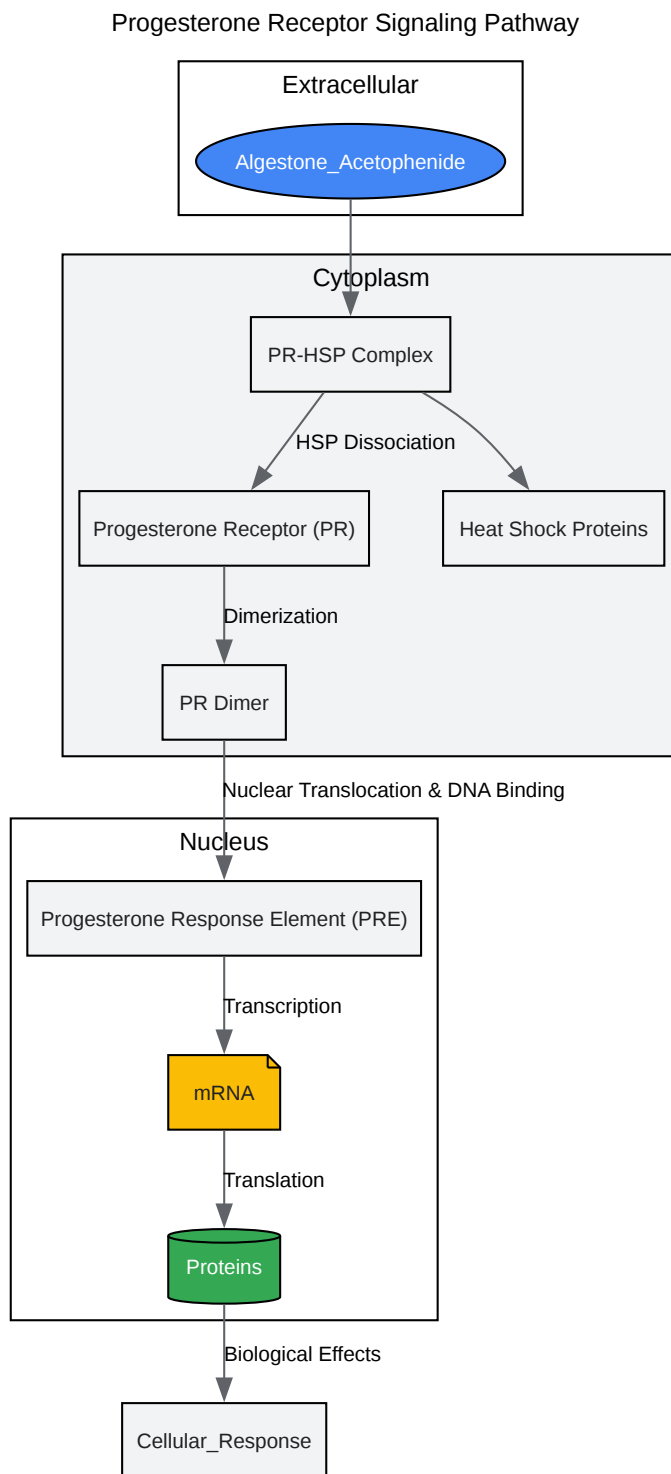 Progesterone Receptor Signaling Pathway
Extracellular
Algestone_Acetophenide
Cytoplasm
PR-HSP Complex
HSP Dissociation
Progesterone Receptor (PR)
Heat Shock Proteins
Dimerization
PR Dimer
Nuclear Translocation & DNA Binding
Nucleus
Progesterone Response Element (PRE)
Transcription
mRNA
Translation
Proteins
Biological Effects
Cellular_Response